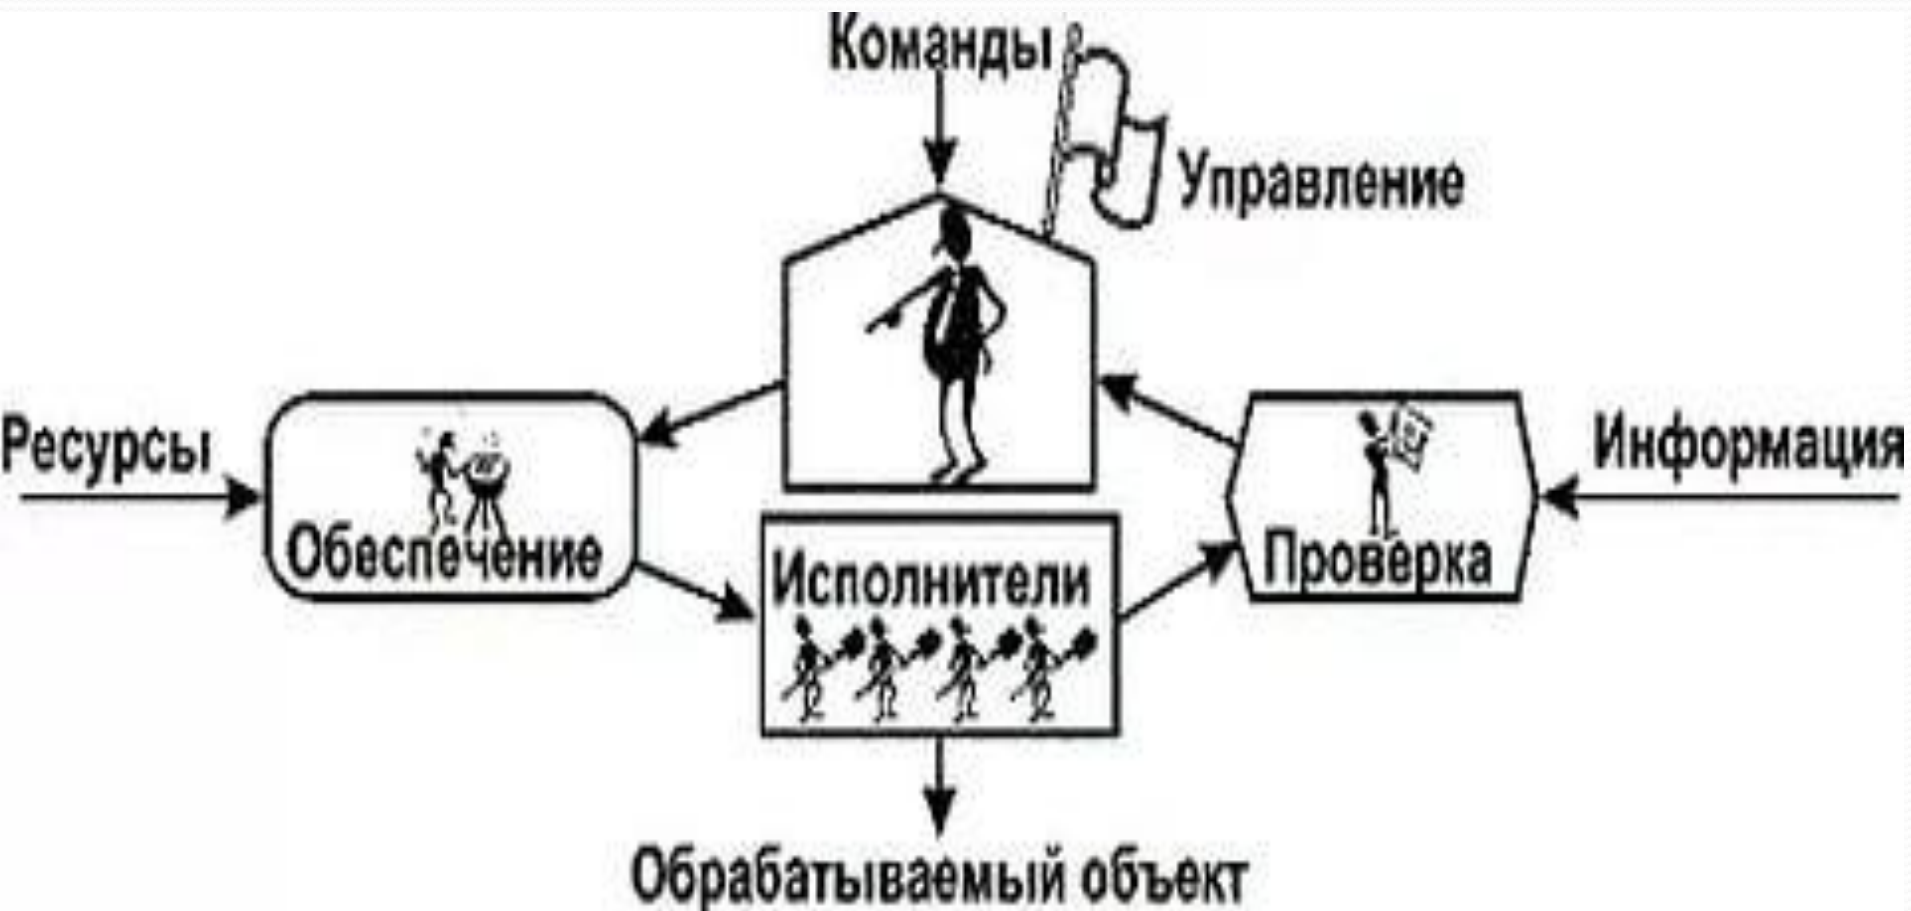 Команды
Управление
Ресурсы
Информация
Обеспечение
Исполнители
Проверка
Обрабатываемый объект